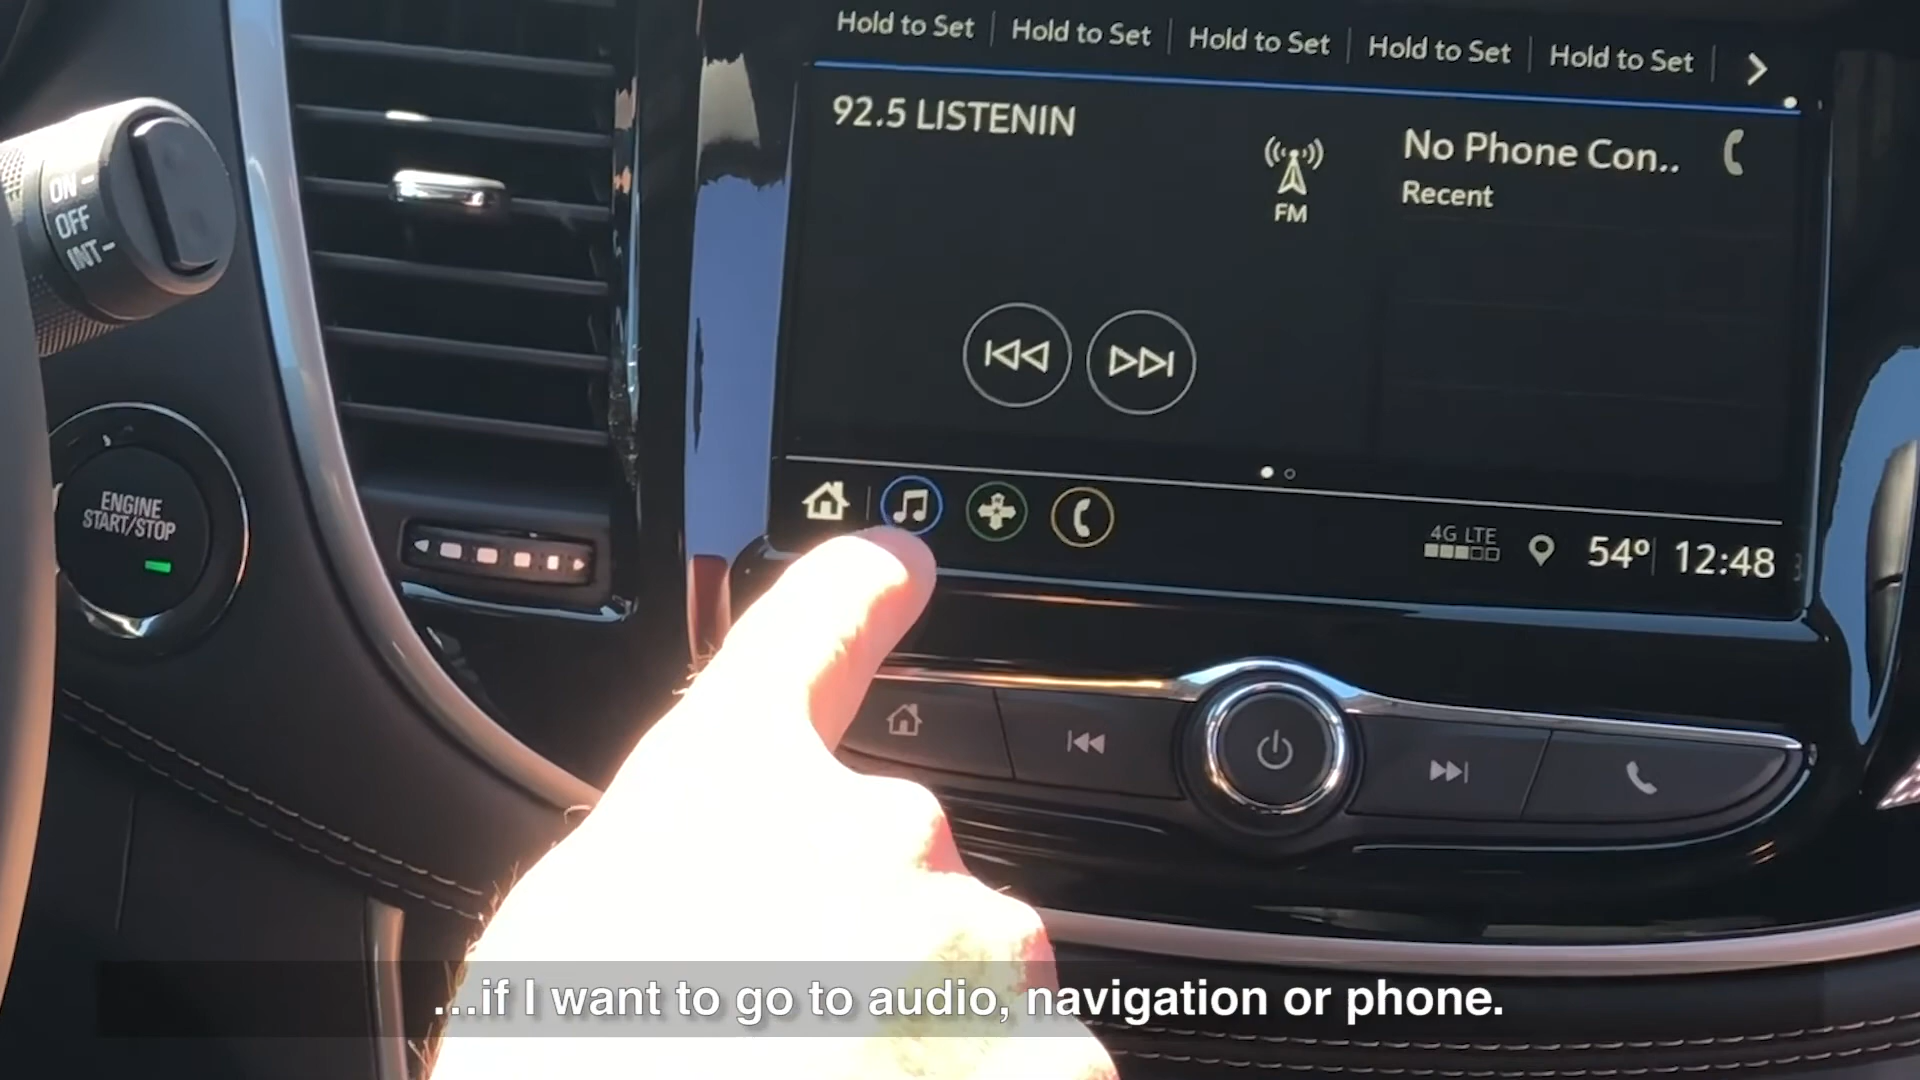 Hold to Set Hold to Set Hold to Set Hold to Set Hold to Set
92.5 LISTENIN
FM
No Phone Con..
Recent
ON
OFF
INT
ENGINE
START/STOP
4G LTE
54° 12:48
...if I want to go to audio, navigation or phone.